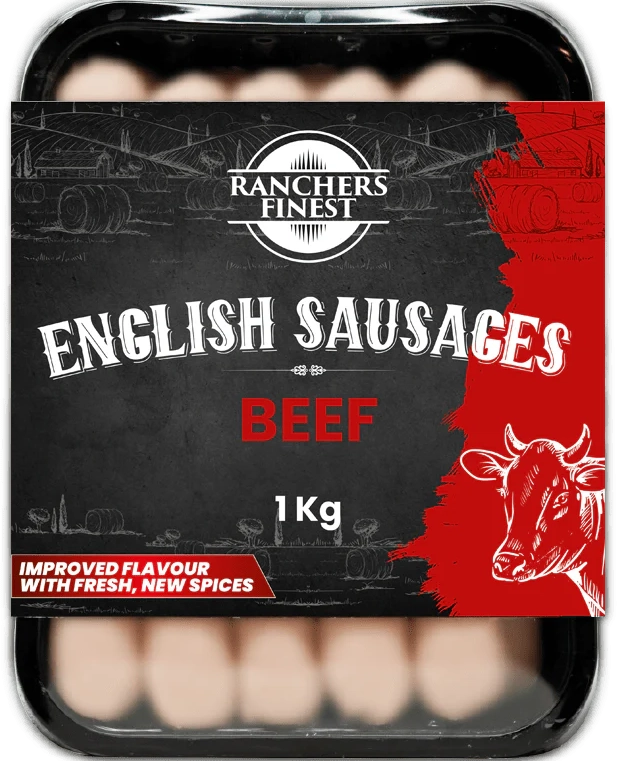 RANCHERS
FINEST
ENGLISH SAUSAGES
BEEF
1 Kg
IMPROVED FLAVOUR
WITH FRESH, NEW SPICES